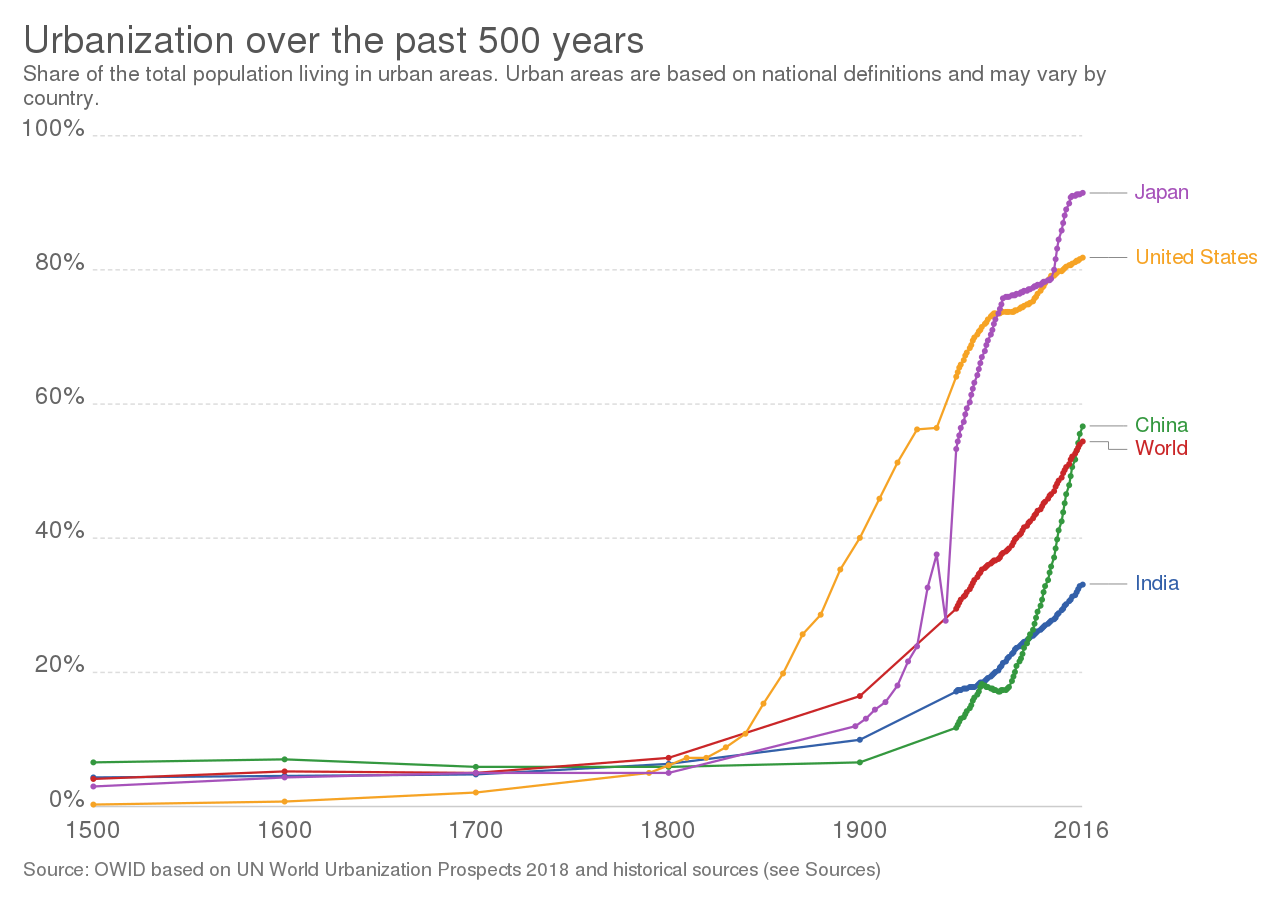 Urbanization over the past 500 years
Share of the total population living in urban areas. Urban areas are based on national definitions and may vary by
country.
100%
80%
60%
40%
20%
0%
Japan
United States
China
World
India
1500 1600 1700 1800 1900 2016
Source: OWID based on UN World Urbanization Prospects 2018 and historical sources (see Sources)